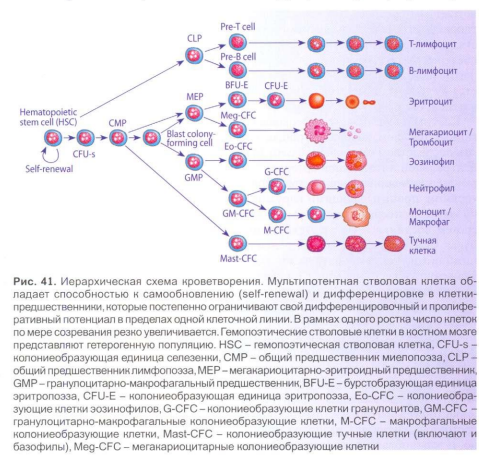 Pre-T cell
CLP
Т-лимфоцит
Pre-B cell
В-лимфоцит
BFU-E CFU-E
MEP
Эритроцит
Meg-CFC
Hematopoietic
stem cell (HSC)
CMP
Мегакариоцит /
Тромбоцит
Blast colony-
forming cell
Eo-CFC
CFU-s
Эозинофил
Self-renewal
GMP
G-CFC
Нейтрофил
GM-CFC
Моноцит /
Макрофаг
M-CFC
Тучная
клетка
Mast-CFC
Рис. 41. Иерархическая схема кроветворения. Мультипотентная стволовая клетка об-
ладает способностью к самообновлению (self-renewal) и дифференцировке в клетки-
предшественники, которые постепенно ограничивают свой дифференцировочный и пролифе-
ративный потенциал в пределах одной клеточной линии. В рамках одного ростка число клеток
по мере созревания резко увеличивается. Гемопоэтические стволовые клетки в костном мозге
представляют гетерогенную популяцию. HSC – гемопоэтическая стволовая клетка, CFU-s –
колониеобразующая единица селезенки, CMP – общий предшественник миелопоэза, CLP –
общий предшественник лимфопоэза, MEP – мегакариоцитарно-эритроидный предшественник,
GMP – гранулоцитарно-макрофагальный предшественник, BFU-E – бурстобразующая единица
эритропоэза, CFU-E – колониеобразующая единица эритропоэза, Eo-CFC – колониеобра-
зующие клетки эозинофилов, G-CFC – колониеобразующие клетки гранулоцитов, GM-CFC –
гранулоцитарно-макрофагальные колониеобразующие клетки, M-CFC – макрофагальные
колониеобразующие клетки, Mast-CFC – колониеобразующие тучные клетки (включают и
базофилы), Meg-CFC – мегакариоцитарные колониеобразующие клетки